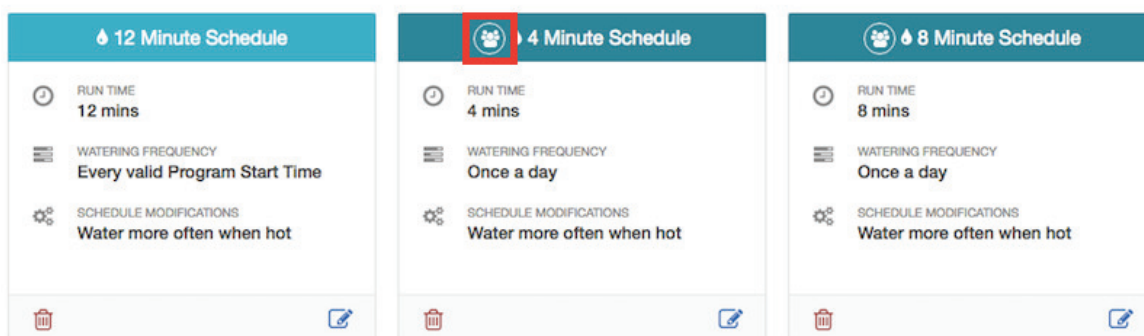 12 Minute Schedule
RUN TIME
12 mins
WATERING FREQUENCY
Every valid Program Start Time
SCHEDULE MODIFICATIONS
Water more often when hot
4 Minute Schedule
RUN TIME
4 mins
WATERING FREQUENCY
Once a day
SCHEDULE MODIFICATIONS
Water more often when hot
8 Minute Schedule
RUN TIME
8 mins
WATERING FREQUENCY
Once a day
SCHEDULE MODIFICATIONS
Water more often when hot